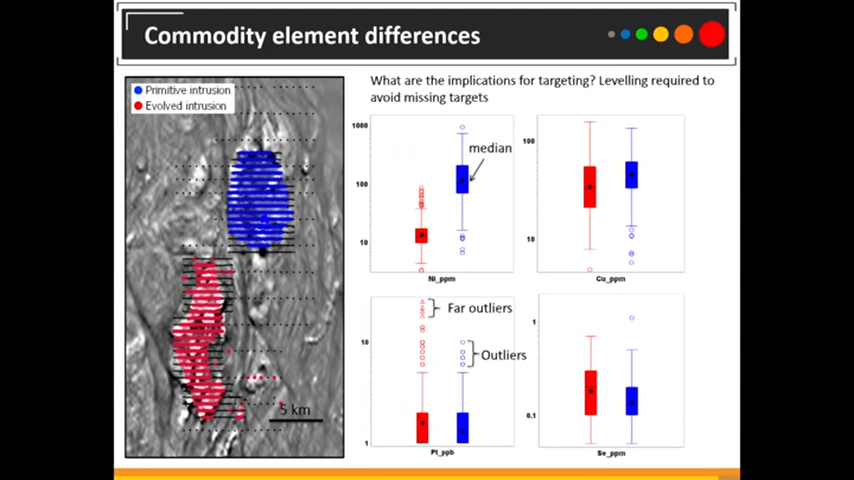 Commodity element differences
Primitive intrusion
Evolved intrusion
5 km
What are the implications for targeting? Levelling required to
avoid missing targets
1000
100
10
median
Ni_ppm
100
10
Cu_ppm
10
1
Far outliers
Outliers
Pt_ppb
1
0.1
Se_ppm